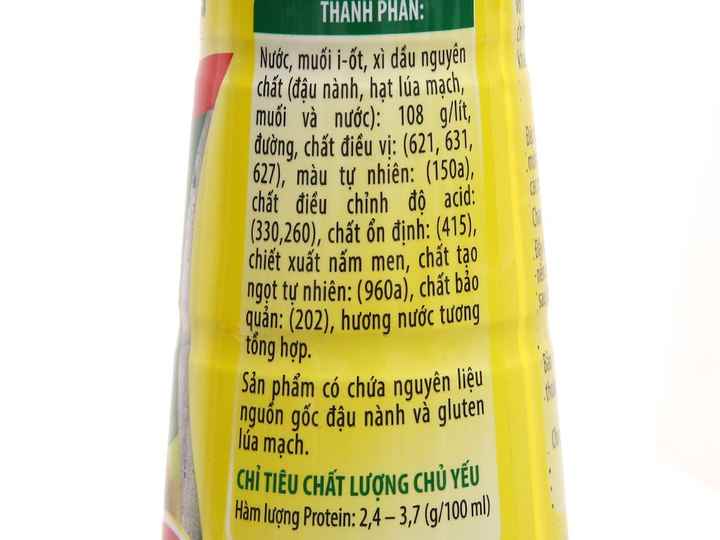 THÀNH PHẦN:
Nước, muối i-ốt, xì dầu nguyên
chất (đậu nành, hạt lúa mạch,
muối và nước): 108 g/lít,
đường, chất điều vị: (621, 631,
627), màu tự nhiên: (150a),
chất điều chỉnh độ acid:
(330,260), chất ổn định: (415),
chiết xuất nấm men, chất tạo
ngọt tự nhiên: (960a), chất bảo
quản: (202), hương nước tương
tổng hợp.
Sản phẩm có chứa nguyên liệu
nguồn gốc đậu nành và gluten
lúa mạch.
CHỈ TIÊU CHẤT LƯỢNG CHỦ YẾU
Hàm lượng Protein: 2,4 – 3,7 (g/100 ml)